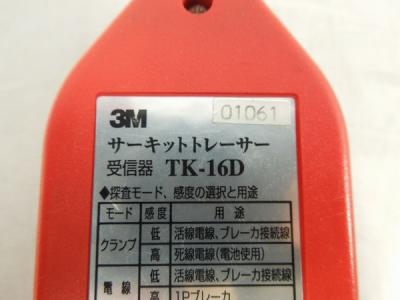 01061
3M
サーキットトレーサー
受信器 TK-16D
◆探査モード、感度の選択と用途
モード 感度 用途
クランプ 低 活線電線、ブレーカ接続線
高 死線電線(電池使用)
電線 低 活線電線、ブレーカ接続線
高 1Pブレーカ